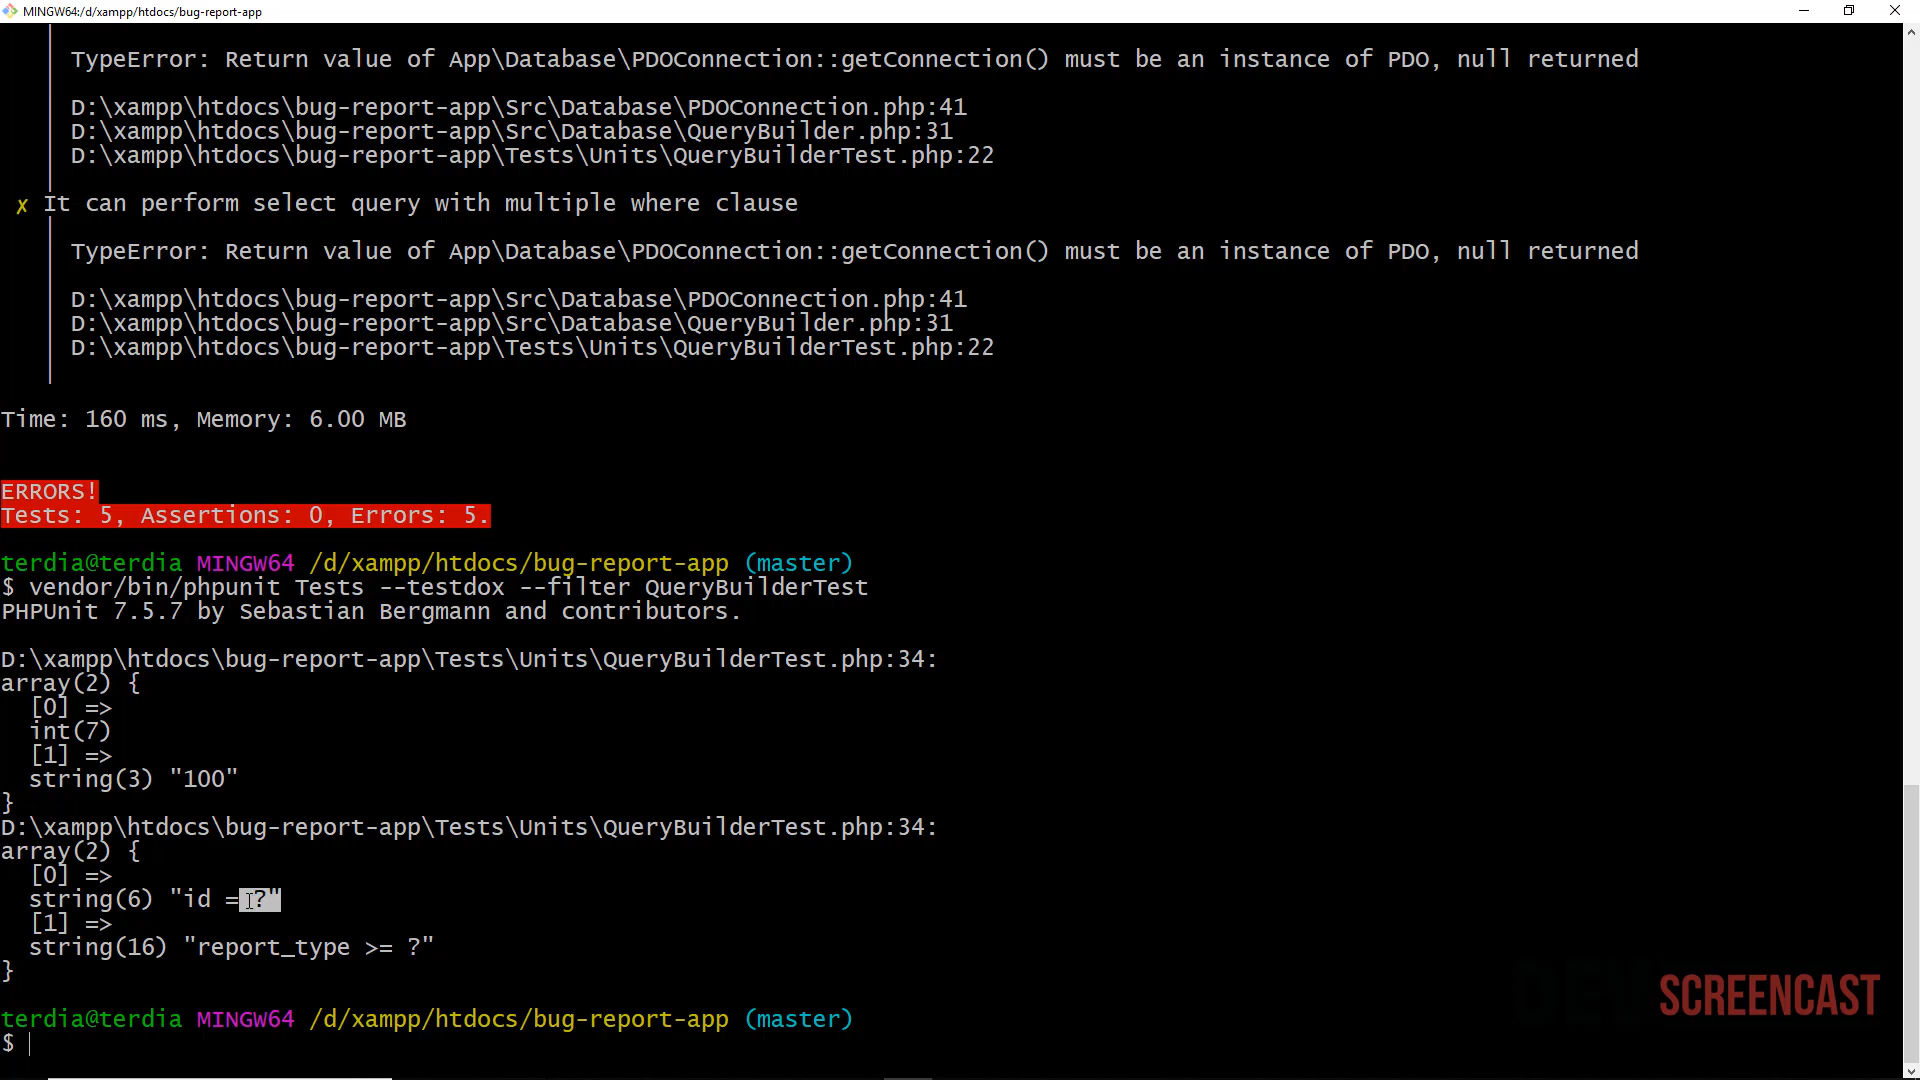 MINGW64:/d/xampp/htdocs/bug-report-app
TypeError: Return value of App\Database\PDOConnection::getConnection() must be an instance of PDO, null returned
D:\xampp\htdocs\bug-report-app\Src\Database\PDOConnection.php:41
D:\xampp\htdocs\bug-report-app\Src\Database\QueryBuilder.php:31
D:\xampp\htdocs\bug-report-app\Tests\Units\QueryBuilderTest.php:22
✗ It can perform select query with multiple where clause
TypeError: Return value of App\Database\PDOConnection::getConnection() must be an instance of PDO, null returned
D:\xampp\htdocs\bug-report-app\Src\Database\PDOConnection.php:41
D:\xampp\htdocs\bug-report-app\Src\Database\QueryBuilder.php:31
D:\xampp\htdocs\bug-report-app\Tests\Units\QueryBuilderTest.php:22
Time: 160 ms, Memory: 6.00 MB
ERRORS!
Tests: 5, Assertions: 0, Errors: 5.
terdia@terdia MINGW64 /d/xampp/htdocs/bug-report-app (master)
$ vendor/bin/phpunit Tests --testdox --filter QueryBuilderTest
PHPUnit 7.5.7 by Sebastian Bergmann and contributors.
D:\xampp\htdocs\bug-report-app\Tests\Units\QueryBuilderTest.php:34:
array(2) {
[0] =>
int(7)
[1] =>
string(3) "100"
}
D:\xampp\htdocs\bug-report-app\Tests\Units\QueryBuilderTest.php:34:
array(2) {
[0] =>
string(6) "id = ?"
[1] =>
string(16) "report_type >= ?"
}
terdia@terdia MINGW64 /d/xampp/htdocs/bug-report-app (master)
$
SCREENCAST